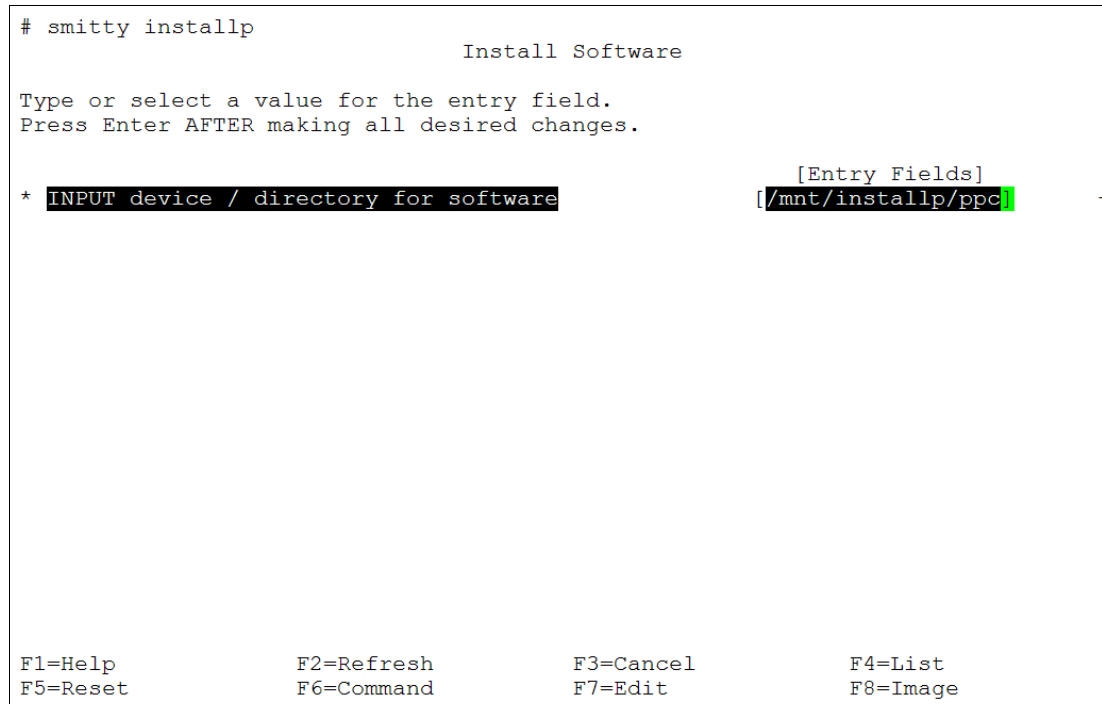 # smitty installp
Install Software
Type or select a value for the entry field.
Press Enter AFTER making all desired changes.
[Entry Fields]
* INPUT device / directory for software [/mnt/installp/ppc]
F1=Help F2=Refresh F3=Cancel F4=List
F5=Reset F6=Command F7=Edit F8=Image